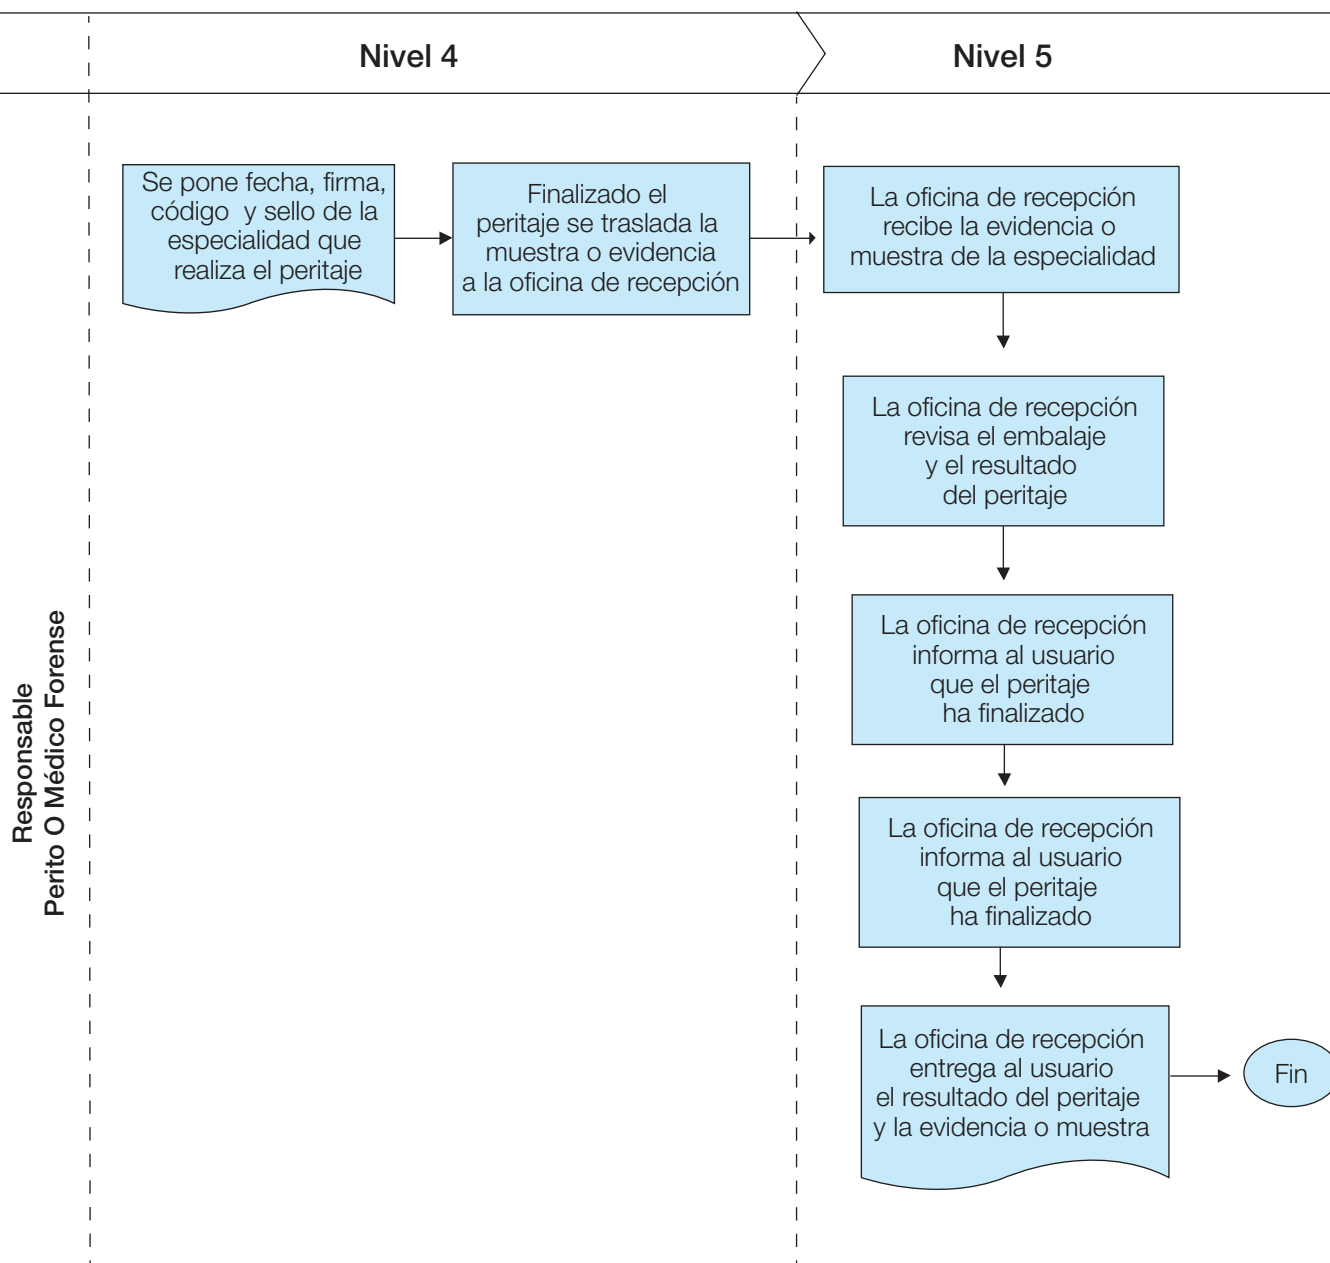 Nivel 4
Nivel 5
Se pone fecha, firma,
código y sello de la
especialidad que
realiza el peritaje
Finalizado el
peritaje se traslada la
muestra o evidencia
a la oficina de recepción
La oficina de recepción
recibe la evidencia o
muestra de la especialidad
La oficina de recepción
revisa el embalaje
y el resultado
del peritaje
La oficina de recepción
informa al usuario
que el peritaje
ha finalizado
La oficina de recepción
informa al usuario
que el peritaje
ha finalizado
La oficina de recepción
entrega al usuario
el resultado del peritaje
y la evidencia o muestra
Fin
Responsable
Perito O Médico Forense